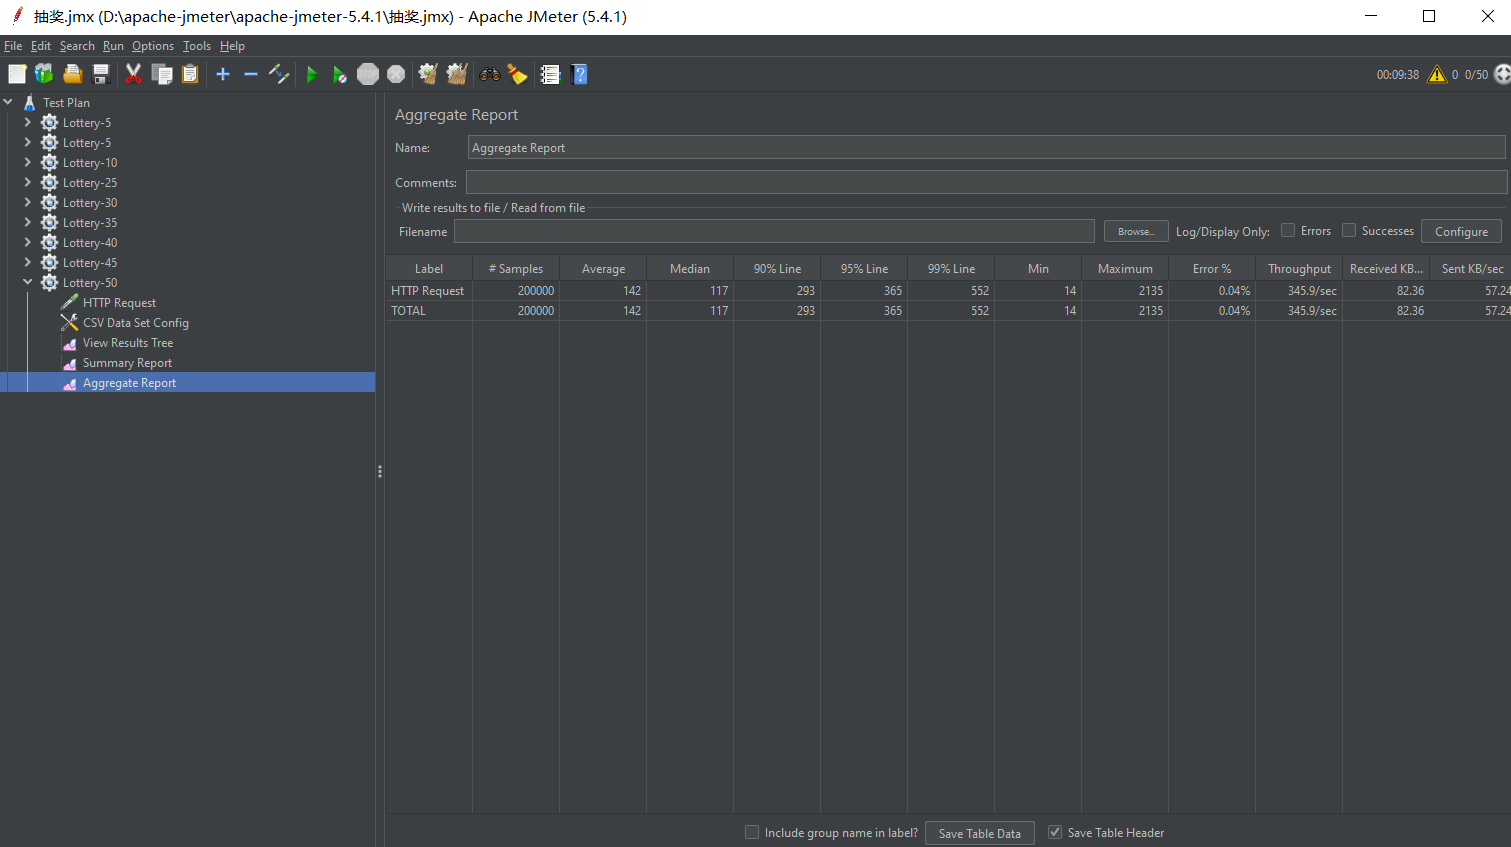 抽奖.jmx (D:\apache-jmeter\apache-jmeter-5.4.1\抽奖.jmx) - Apache JMeter (5.4.1)
File Edit Search Run Options Tools Help
STOP
00:09:38 0 0/50
Test Plan
Lottery-5
Lottery-5
Lottery-10
Lottery-25
Lottery-30
Lottery-35
Lottery-40
Lottery-45
Lottery-50
HTTP Request
CSV Data Set Config
View Results Tree
Summary Report
Aggregate Report
Aggregate Report
Name: Aggregate Report
Comments:
Write results to file / Read from file
Filename Browse... Log/Display Only: Errors Successes Configure
Label # Samples Average Median 90% Line 95% Line 99% Line Min Maximum Error % Throughput Received KB... Sent KB/sec
HTTP Request 200000 142 117 293 365 552 14 2135 0.04% 345.9/sec 82.36 57.24
TOTAL 200000 142 117 293 365 552 14 2135 0.04% 345.9/sec 82.36 57.24
Include group name in label? Save Table Data Save Table Header